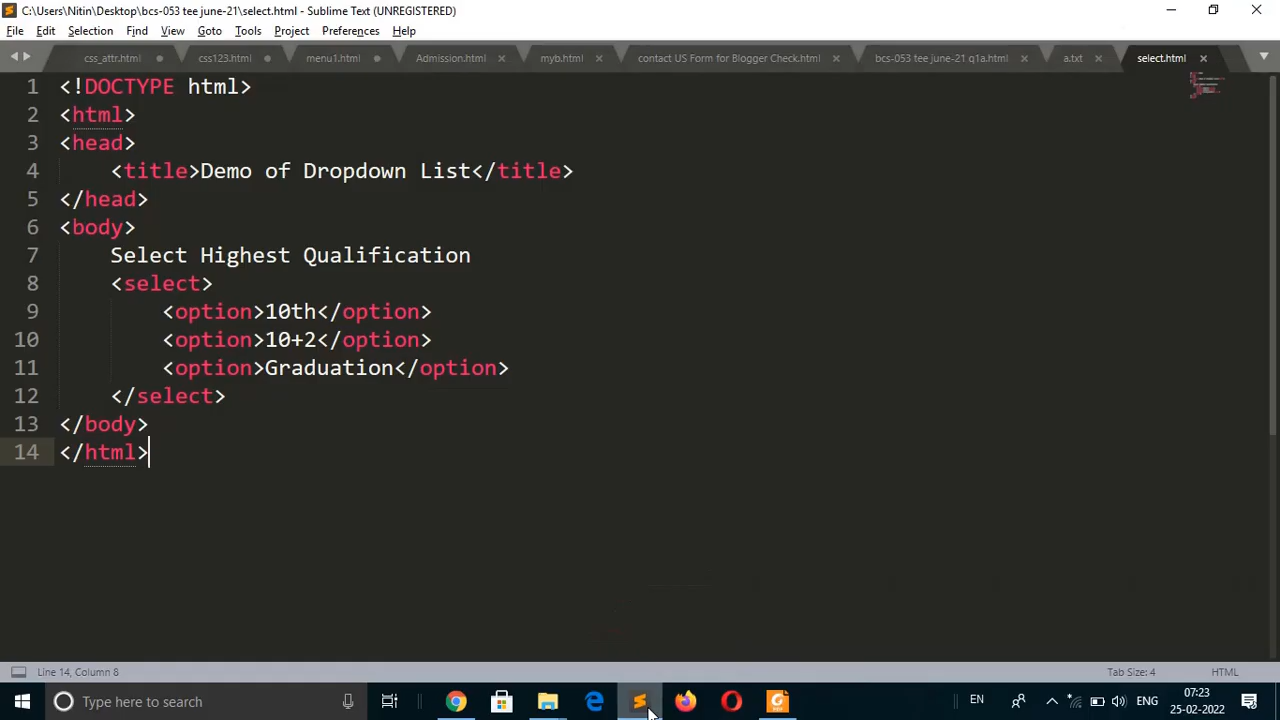 C:\Users\Nitin\Desktop\bcs-053 tee june-21\select.html - Sublime Text (UNREGISTERED)
File Edit Selection Find View Goto Tools Project Preferences Help
css_attr.html css123.html menu1.html Admission.html myb.html contact US Form for Blogger Check.html bcs-053 tee june-21 q1a.html a.txt select.html
1 <!DOCTYPE html>
2 <html>
3 <head>
4 <title>Demo of Dropdown List</title>
5 </head>
6 <body>
7 Select Highest Qualification
8 <select>
9 <option>10th</option>
10 <option>10+2</option>
11 <option>Graduation</option>
12 </select>
13 </body>
14 </html>
Line 14, Column 8 Tab Size: 4 HTML
Type here to search EN ENG 07:23
25-02-2022